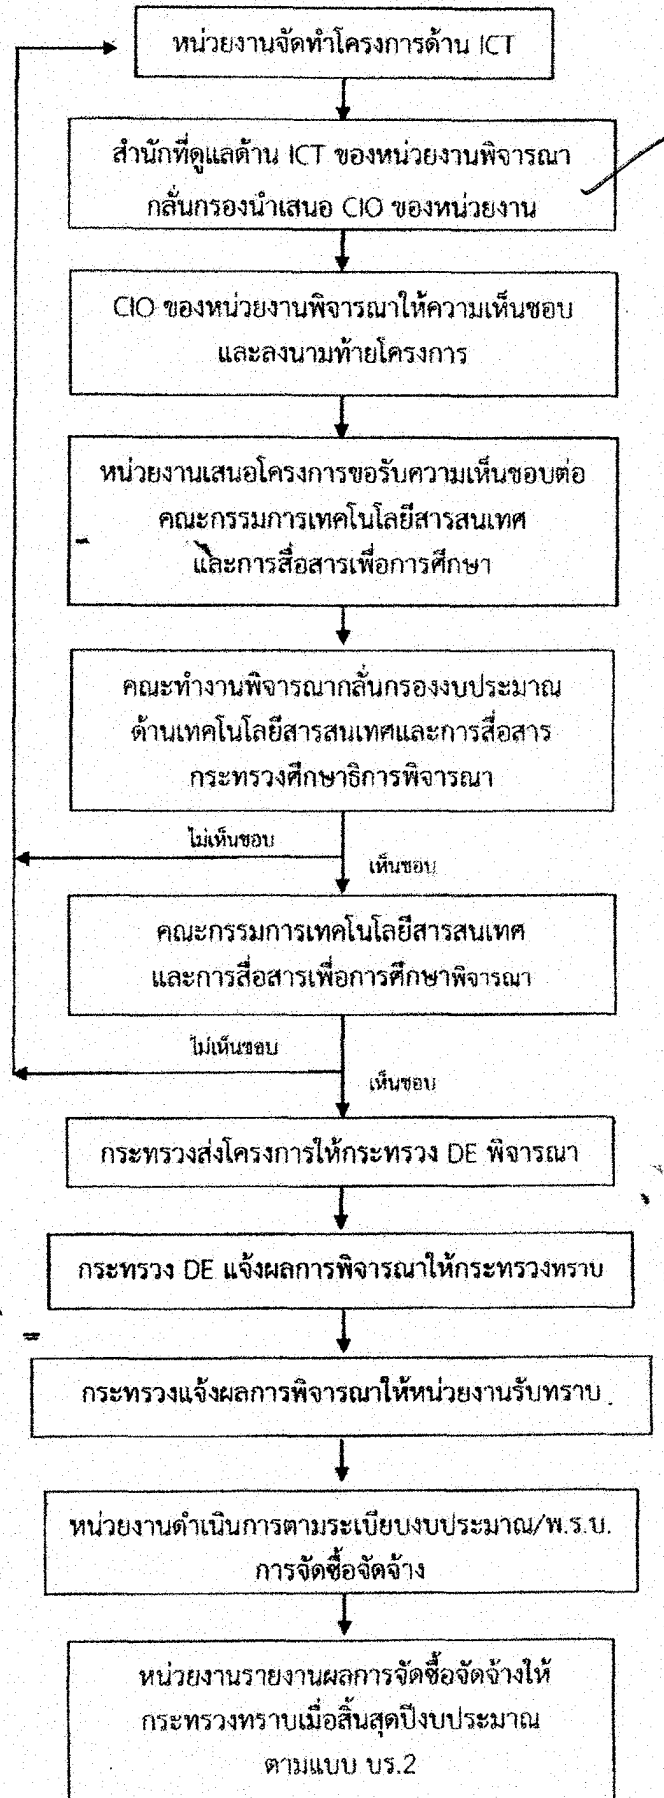 หน่วยงานจัดทำโครงการด้าน ICT
สำนักที่ดูแลด้าน ICT ของหน่วยงานพิจารณา
กลั่นกรองนำเสนอ CIO ของหน่วยงาน
CIO ของหน่วยงานพิจารณาให้ความเห็นชอบ
และลงนามท้ายโครงการ
หน่วยงานเสนอโครงการขอรับความเห็นชอบต่อ
คณะกรรมการเทคโนโลยีสารสนเทศ
และการสื่อสารเพื่อการศึกษา
คณะทำงานพิจารณากลั่นกรองงบประมาณ
ด้านเทคโนโลยีสารสนเทศและการสื่อสาร
กระทรวงศึกษาธิการพิจารณา
ไม่เห็นชอบ
เห็นชอบ
คณะกรรมการเทคโนโลยีสารสนเทศ
และการสื่อสารเพื่อการศึกษาพิจารณา
ไม่เห็นชอบ
เห็นชอบ
กระทรวงส่งโครงการให้กระทรวง DE พิจารณา
กระทรวง DE แจ้งผลการพิจารณาให้กระทรวงทราบ
กระทรวงแจ้งผลการพิจารณาให้หน่วยงานรับทราบ
หน่วยงานดำเนินการตามระเบียบงบประมาณ/พ.ร.บ.
การจัดซื้อจัดจ้าง
หน่วยงานรายงานผลการจัดซื้อจัดจ้างให้
กระทรวงทราบเมื่อสิ้นสุดปีงบประมาณ
ตามแบบ บร.2